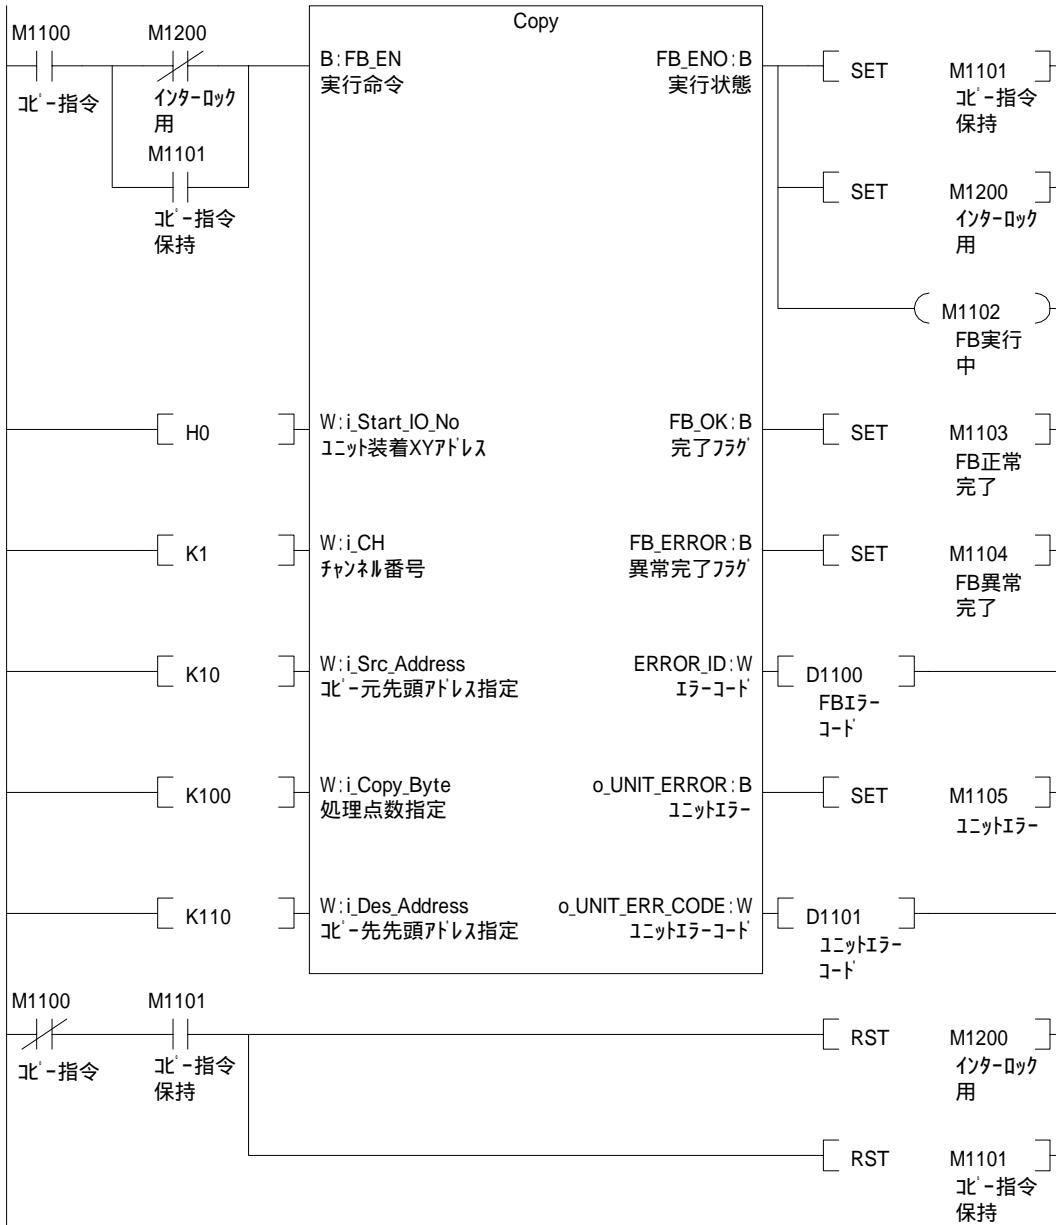 Copy
M1100
M1200
B:FB_EN
FB_ENO:B
SET
M1101
ｺﾋﾟｰ指令
ｲﾝﾀｰﾛｯｸ
用
実行命令
実行状態
ｺﾋﾟｰ指令
保持
M1101
ｺﾋﾟｰ指令
保持
SET
M1200
ｲﾝﾀｰﾛｯｸ
用
M1102
FB実行
中
H0
W:i_Start_IO_No
ﾕﾆｯﾄ装着XYｱﾄﾞﾚｽ
FB_OK:B
完了ﾌﾗｸﾞ
SET
M1103
FB正常
完了
K1
W:i_CH
ﾁｬﾝﾈﾙ番号
FB_ERROR:B
異常完了ﾌﾗｸﾞ
SET
M1104
FB異常
完了
K10
W:i_Src_Address
ｺﾋﾟｰ元先頭ｱﾄﾞﾚｽ指定
ERROR_ID:W
ｴﾗｰｺｰﾄﾞ
D1100
FBｴﾗｰ
ｺｰﾄﾞ
K100
W:i_Copy_Byte
処理点数指定
o_UNIT_ERROR:B
ﾕﾆｯﾄｴﾗｰ
SET
M1105
ﾕﾆｯﾄｴﾗｰ
K110
W:i_Des_Address
ｺﾋﾟｰ先先頭ｱﾄﾞﾚｽ指定
o_UNIT_ERR_CODE:W
ﾕﾆｯﾄｴﾗｰｺｰﾄﾞ
D1101
ﾕﾆｯﾄｴﾗｰ
ｺｰﾄﾞ
M1100
ｺﾋﾟｰ指令
M1101
ｺﾋﾟｰ指令
保持
RST
M1200
ｲﾝﾀｰﾛｯｸ
用
RST
M1101
ｺﾋﾟｰ指令
保持